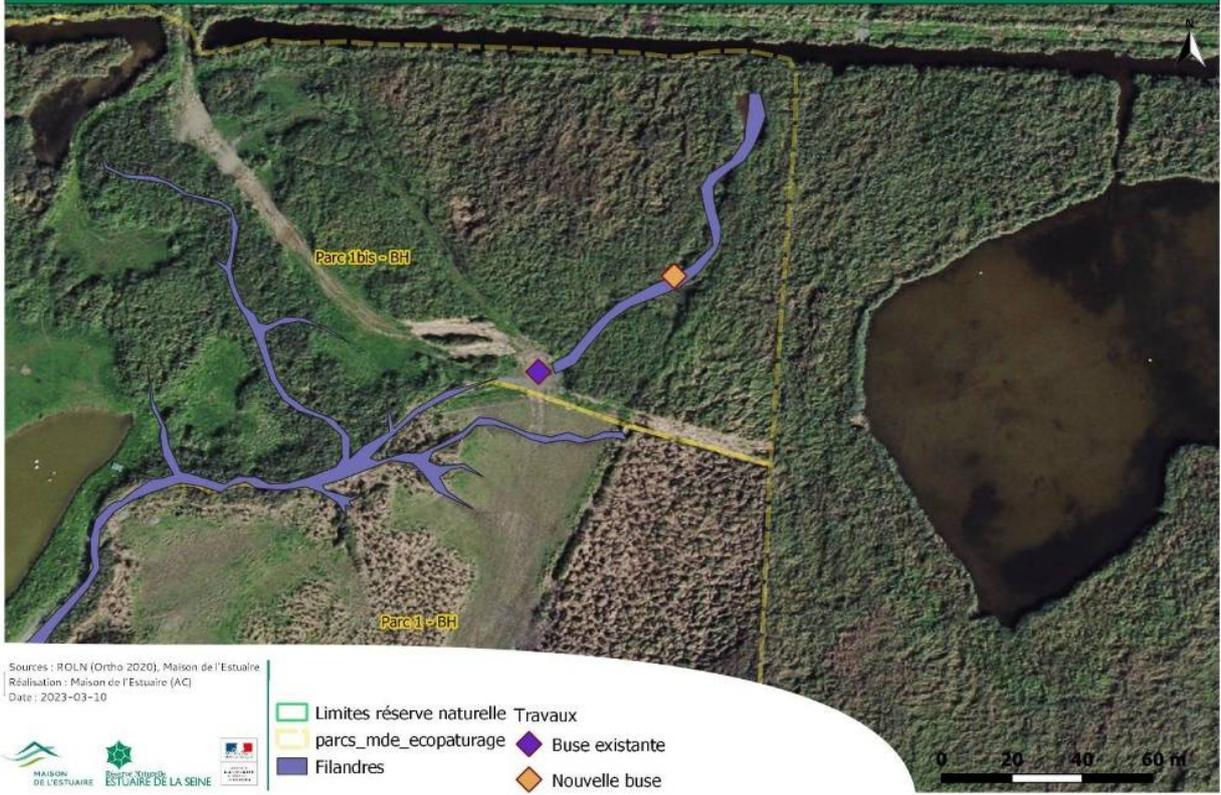 N
Parc 1bis - BH
Parc 1 - BH
Sources : ROLN (Ortho 2020), Maison de l'Estuaire
Réalisation : Maison de l'Estuaire (AC)
Date : 2023-03-10
MAISON
DE L'ESTUAIRE
Réserve Naturelle
ESTUAIRE DE LA SEINE
Limites réserve naturelle
parcs_mde_ecopaturage
Filandres
Travaux
Buse existante
Nouvelle buse
0 20 40 60 m